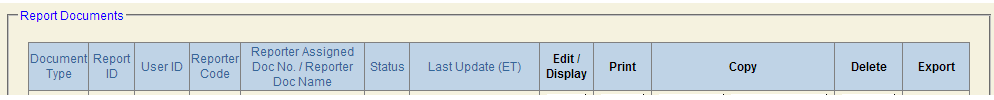 Report Documents
Document Type
Report ID
User ID
Reporter Code
Reporter Assigned Doc No. / Reporter Doc Name
Status
Last Update (ET)
Edit / Display
Print
Copy
Delete
Export